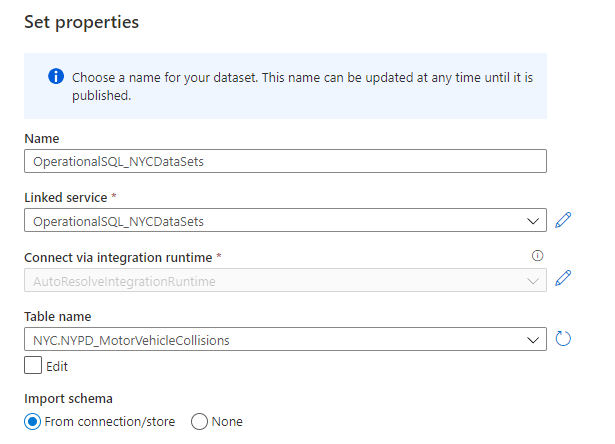 Set properties
Choose a name for your dataset. This name can be updated at any time until it is
published.
Name
OperationalSQL_NYCDataSets
Linked service *
OperationalSQL_NYCDataSets
Connect via integration runtime *
AutoResolveIntegrationRuntime
Table name
NYC.NYPD_MotorVehicleCollisions
Edit
Import schema
From connection/store None